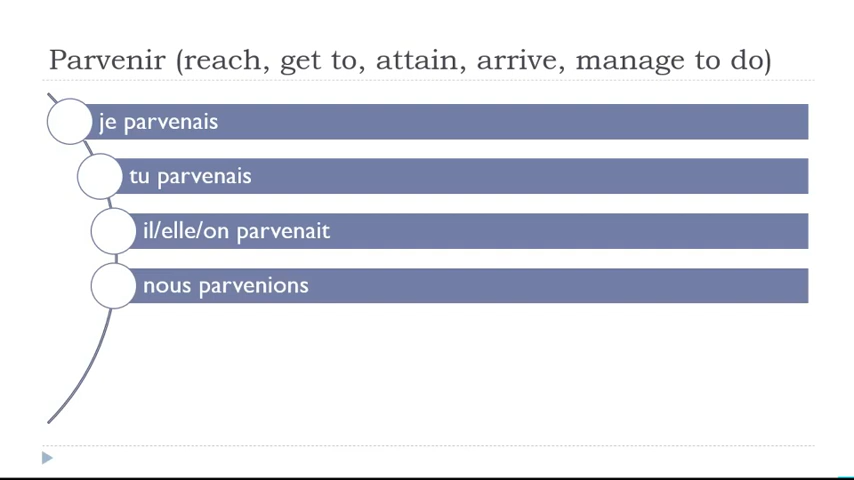 Parvenir (reach, get to, attain, arrive, manage to do)
je parvenais
tu parvenais
il/elle/on parvenait
nous parvenions